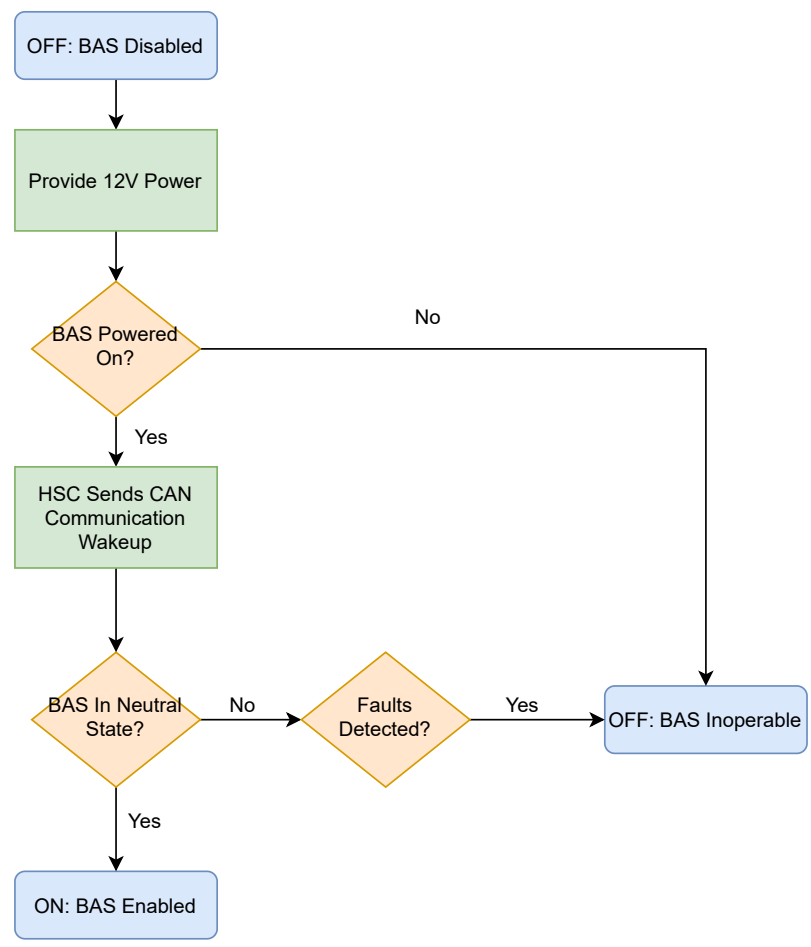 OFF: BAS Disabled
Provide 12V Power
BAS Powered
On?
No
Yes
HSC Sends CAN
Communication
Wakeup
BAS In Neutral
State?
No
Faults
Detected?
Yes
OFF: BAS Inoperable
Yes
ON: BAS Enabled